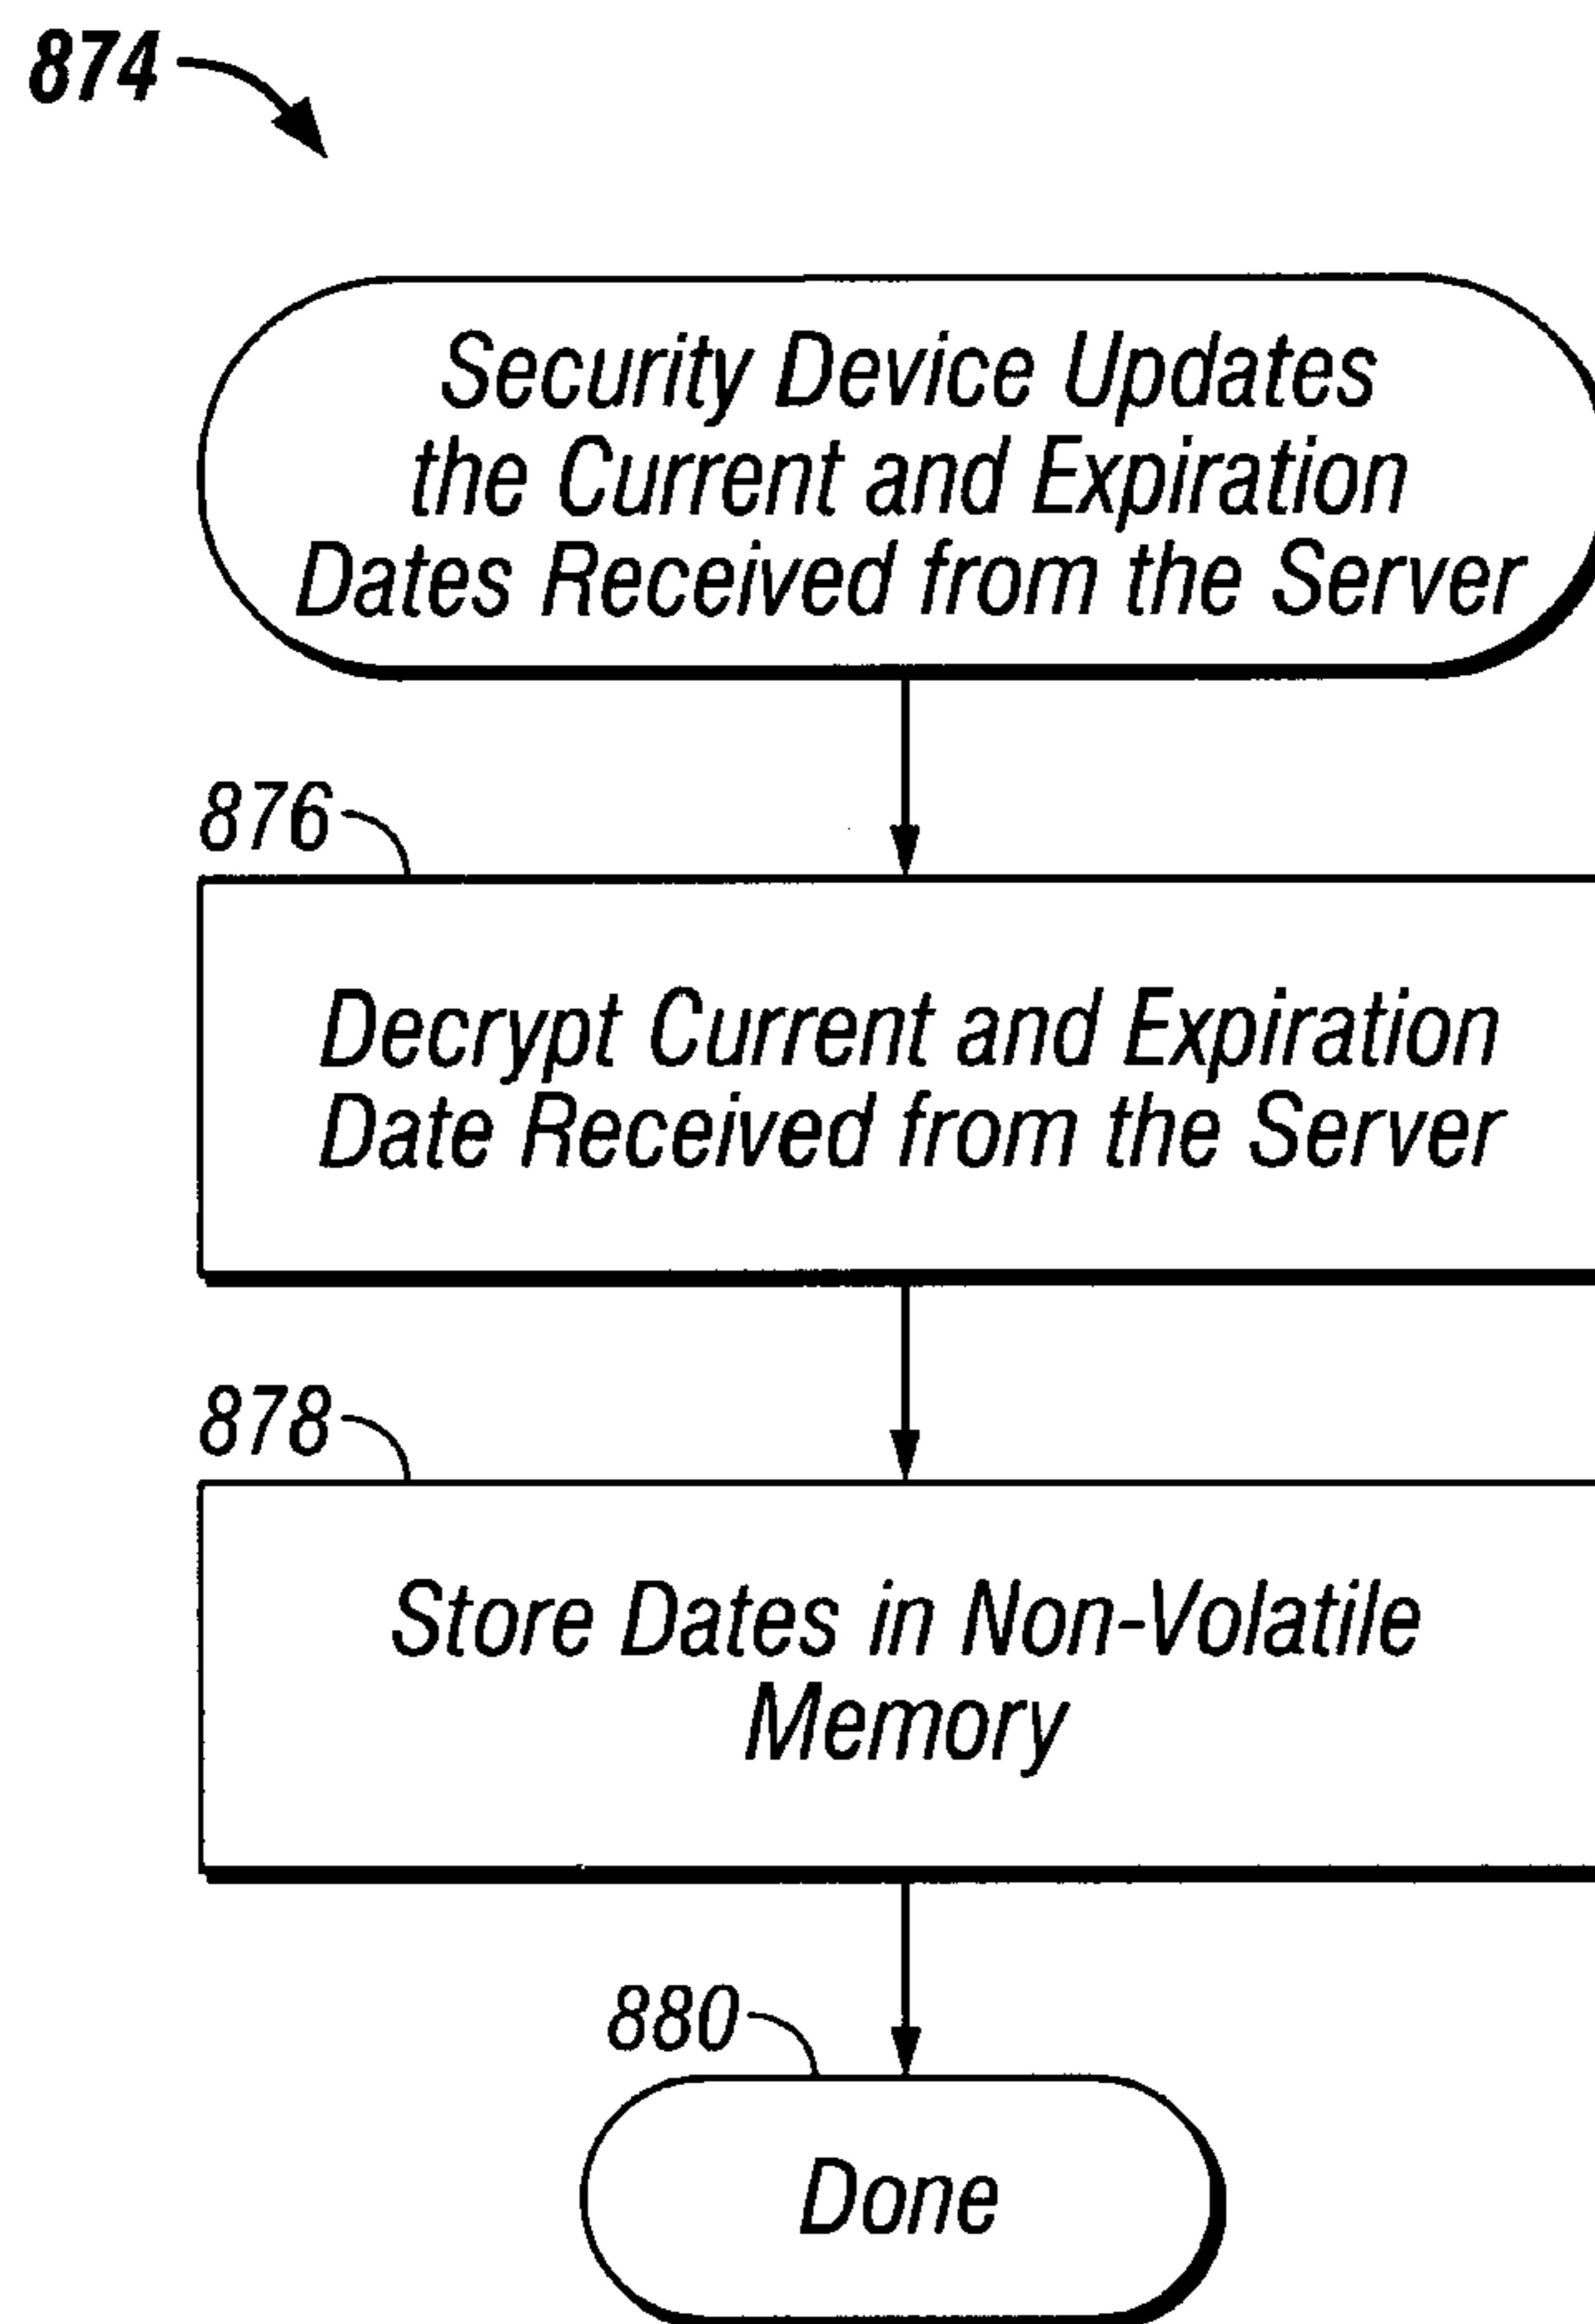 874
Security Device Updates
the Current and Expiration
Dates Received from the Server
876
Decrypt Current and Expiration
Date Received from the Server
878
Store Dates in Non-Volatile
Memory
880
Done